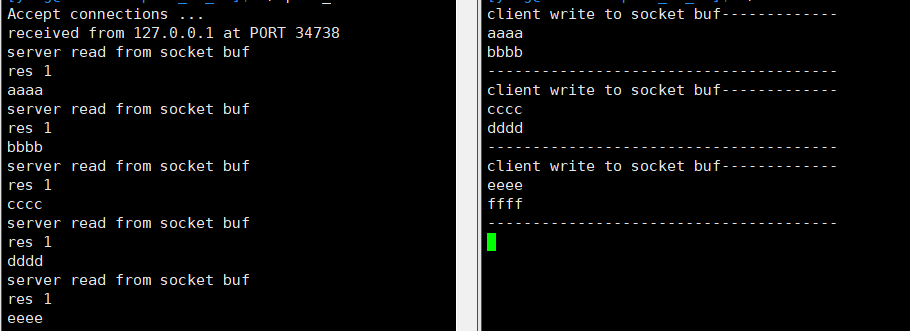 Accept connections ...
received from 127.0.0.1 at PORT 34738
server read from socket buf
res 1
aaaa
server read from socket buf
res 1
bbbb
server read from socket buf
res 1
cccc
server read from socket buf
res 1
dddd
server read from socket buf
res 1
eeee
client write to socket buf-------------
aaaa
bbbb
---------------------------------------
client write to socket buf-------------
cccc
dddd
---------------------------------------
client write to socket buf-------------
eeee
ffff
---------------------------------------